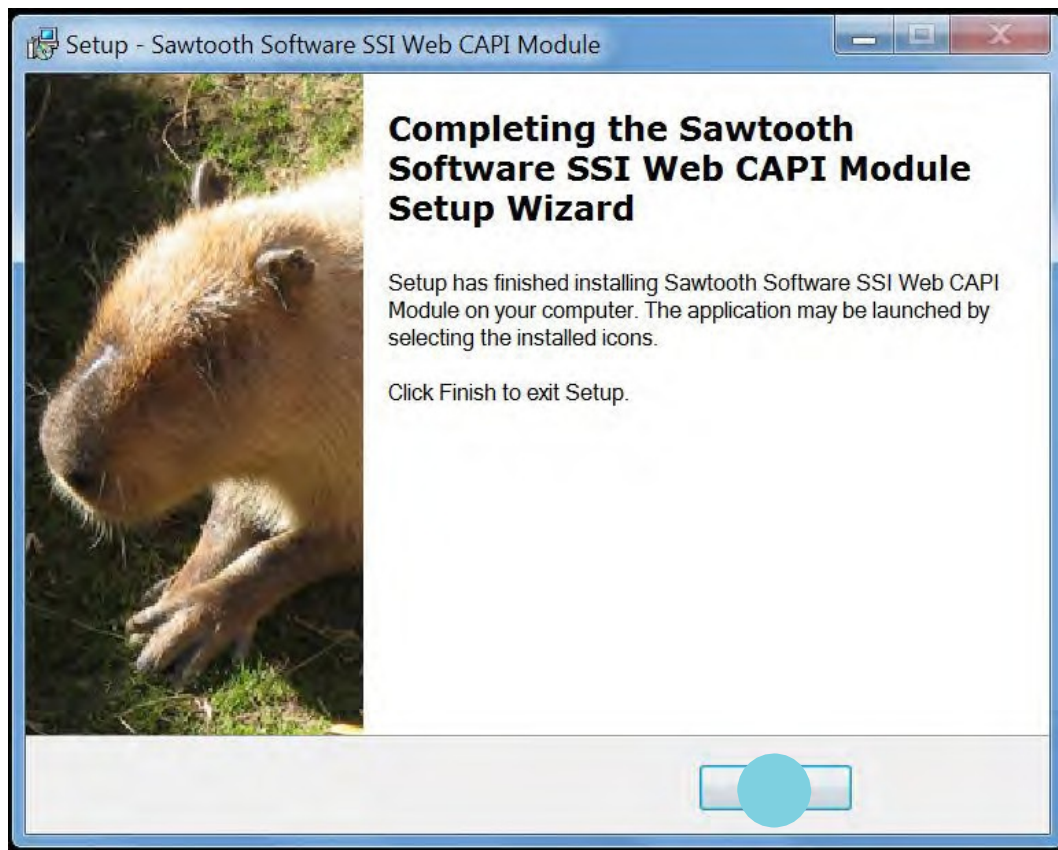 Setup - Sawtooth Software SSI Web CAPI Module
Completing the Sawtooth
Software SSI Web CAPI Module
Setup Wizard
Setup has finished installing Sawtooth Software SSI Web CAPI
Module on your computer. The application may be launched by
selecting the installed icons.
Click Finish to exit Setup.